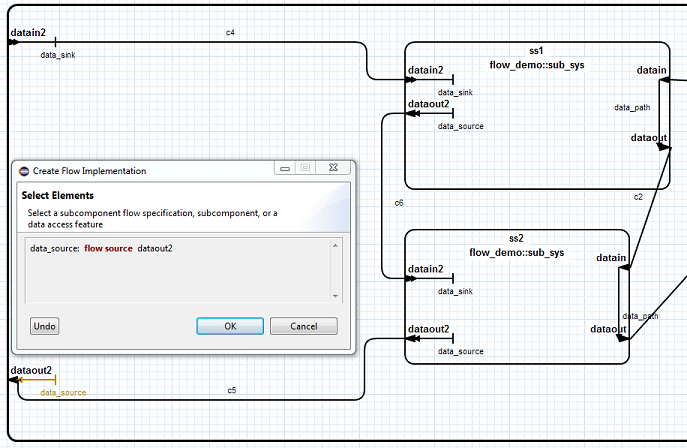 datain2
c4
data_sink
ss1
flow_demo::sub_sys
datain2
datain
data_sink
dataout2
data_path
data_source
dataout
Create Flow Implementation
Select Elements
Select a subcomponent flow specification, subcomponent, or a
data access feature
data_source: flow source dataout2
Undo
OK
Cancel
c6
c2
ss2
flow_demo::sub_sys
datain
datain2
data_sink
data_path
dataout2
dataout
data_source
dataout2
data_source
c5